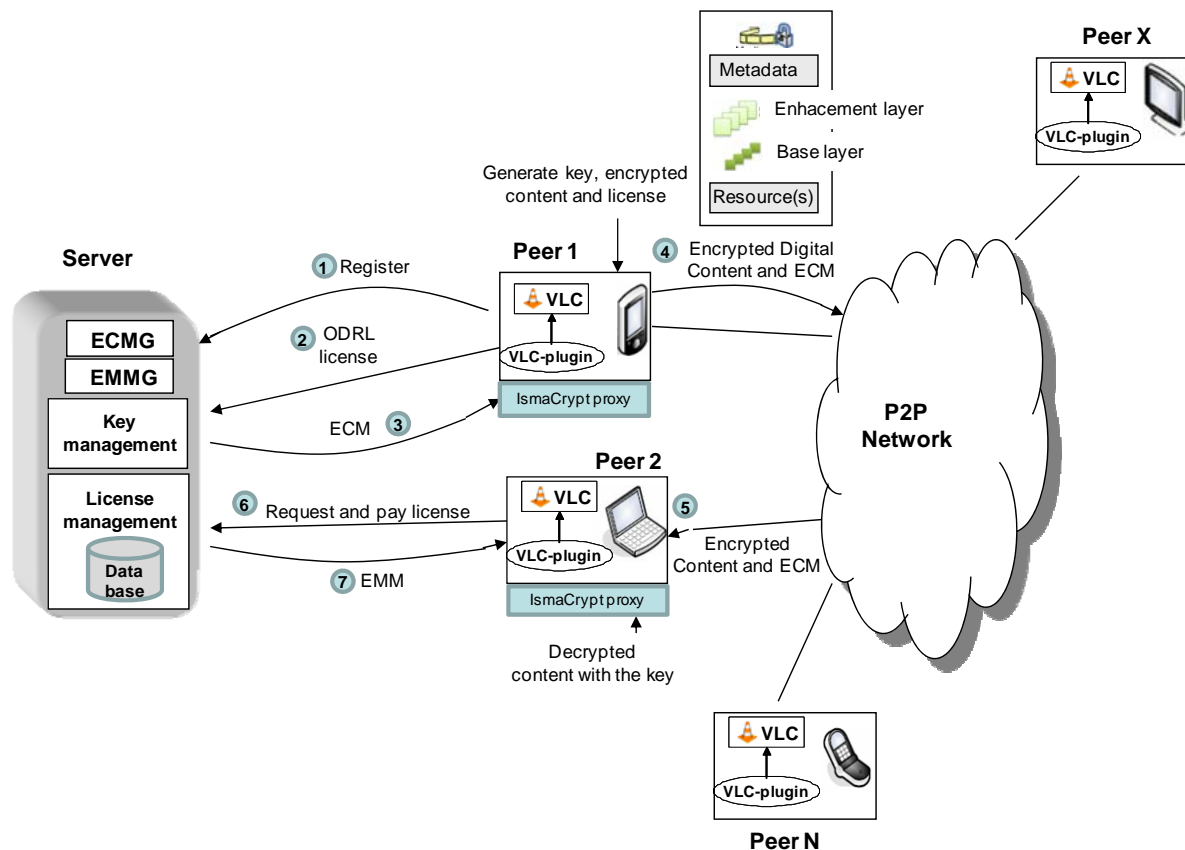 Peer X
VLC
VLC-plugin
Metadata
Enhacement layer
Base layer
Resource(s)
Generate key, encrypted
content and license
Server
ECMG
EMMG
Key
management
License
management
Data
base
1 Register
2 ODRL
license
ECM 3
Peer 1
VLC
VLC-plugin
IsmaCrypt proxy
4 Encrypted Digital
Content and ECM
P2P
Network
Peer 2
VLC
VLC-plugin
IsmaCrypt proxy
5
Encrypted
Content and ECM
6 Request and pay license
7 EMM
Decrypted
content with the key
VLC
VLC-plugin
Peer N